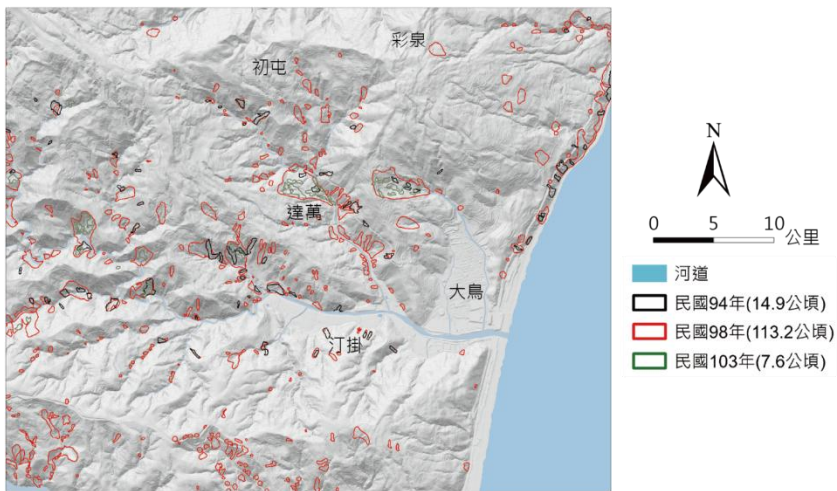 彩泉
初屯
達萬
大鳥
汀掛
N
0 5 10 公里
河道
民國94年(14.9公頃)
民國98年(113.2公頃)
民國103年(7.6公頃)